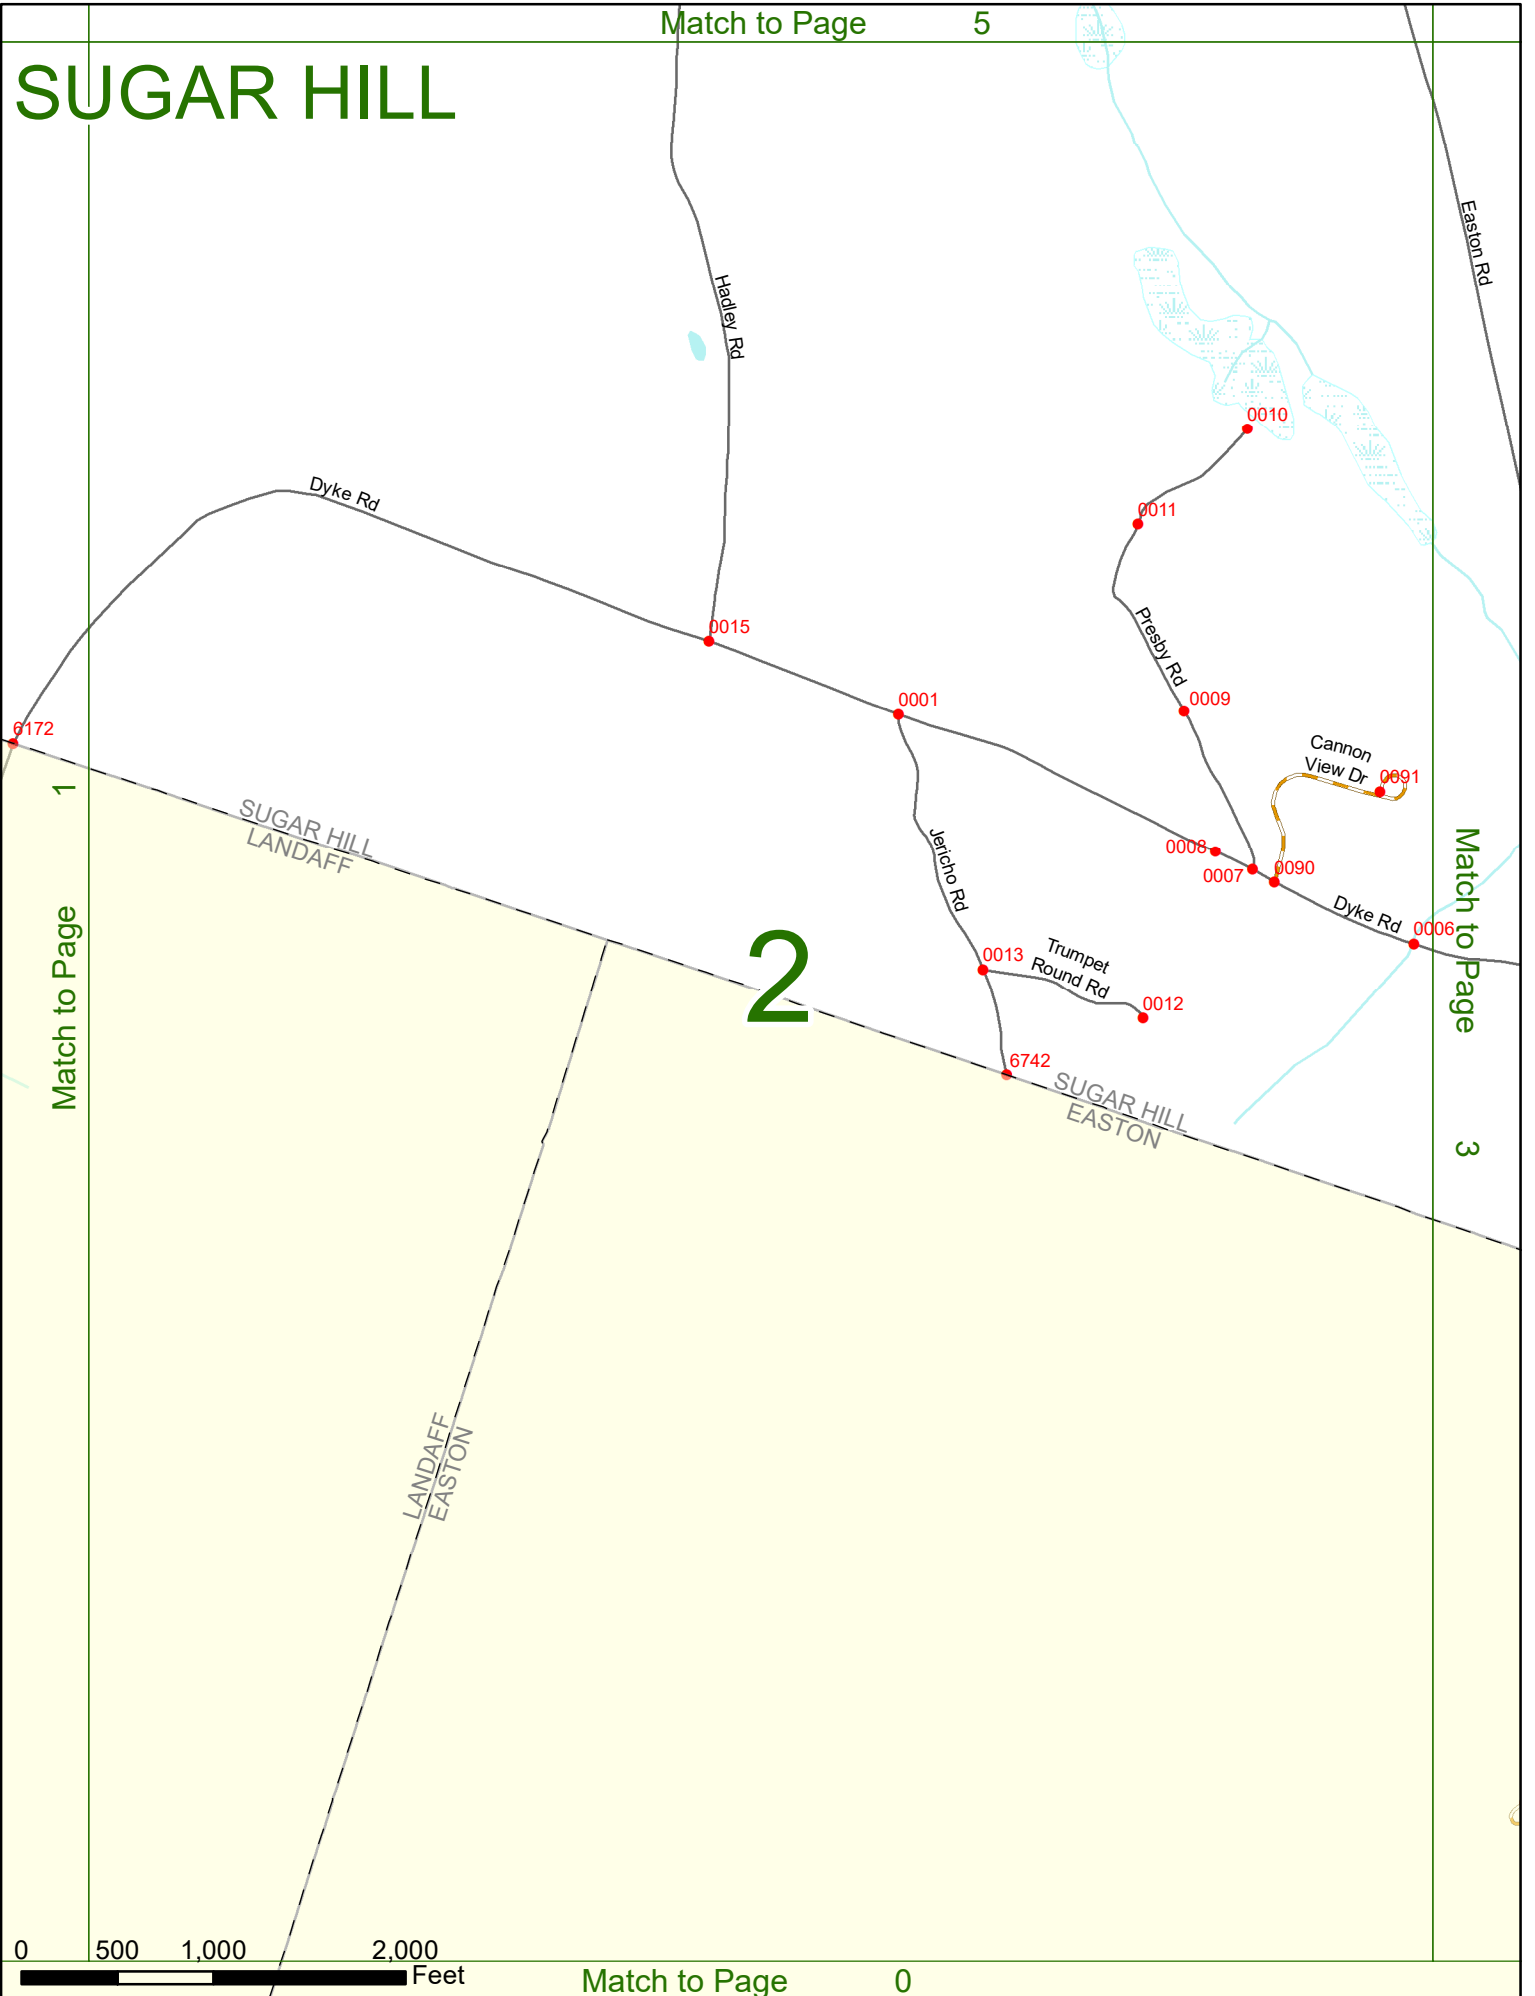 Match to Page 5
SUGAR HILL
Easton Rd
Hadley Rd
0010
Dyke Rd
0011
0015
Presby Rd
0009
0001
6172
Cannon
View Dr
0091
1
Match to Page
SUGAR HILL
LANDAFF
Jericho Rd
0008
0007
0090
Dyke Rd
0006
Match to Page
3
2
0013
Trumpet
Round Rd
0012
6742
SUGAR HILL
EASTON
LANDAFF
EASTON
0 500 1,000 2,000
Feet
Match to Page 0